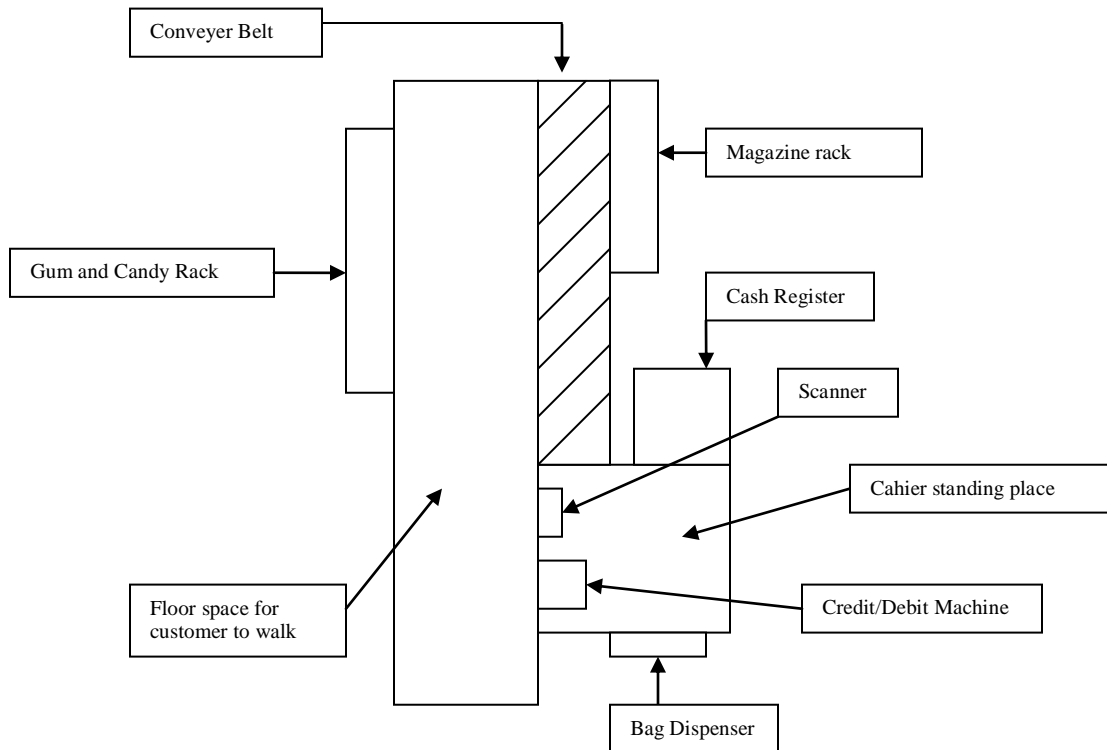 Conveyer Belt
Magazine rack
Gum and Candy Rack
Cash Register
Scanner
Cahier standing place
Floor space for
customer to walk
Credit/Debit Machine
Bag Dispenser